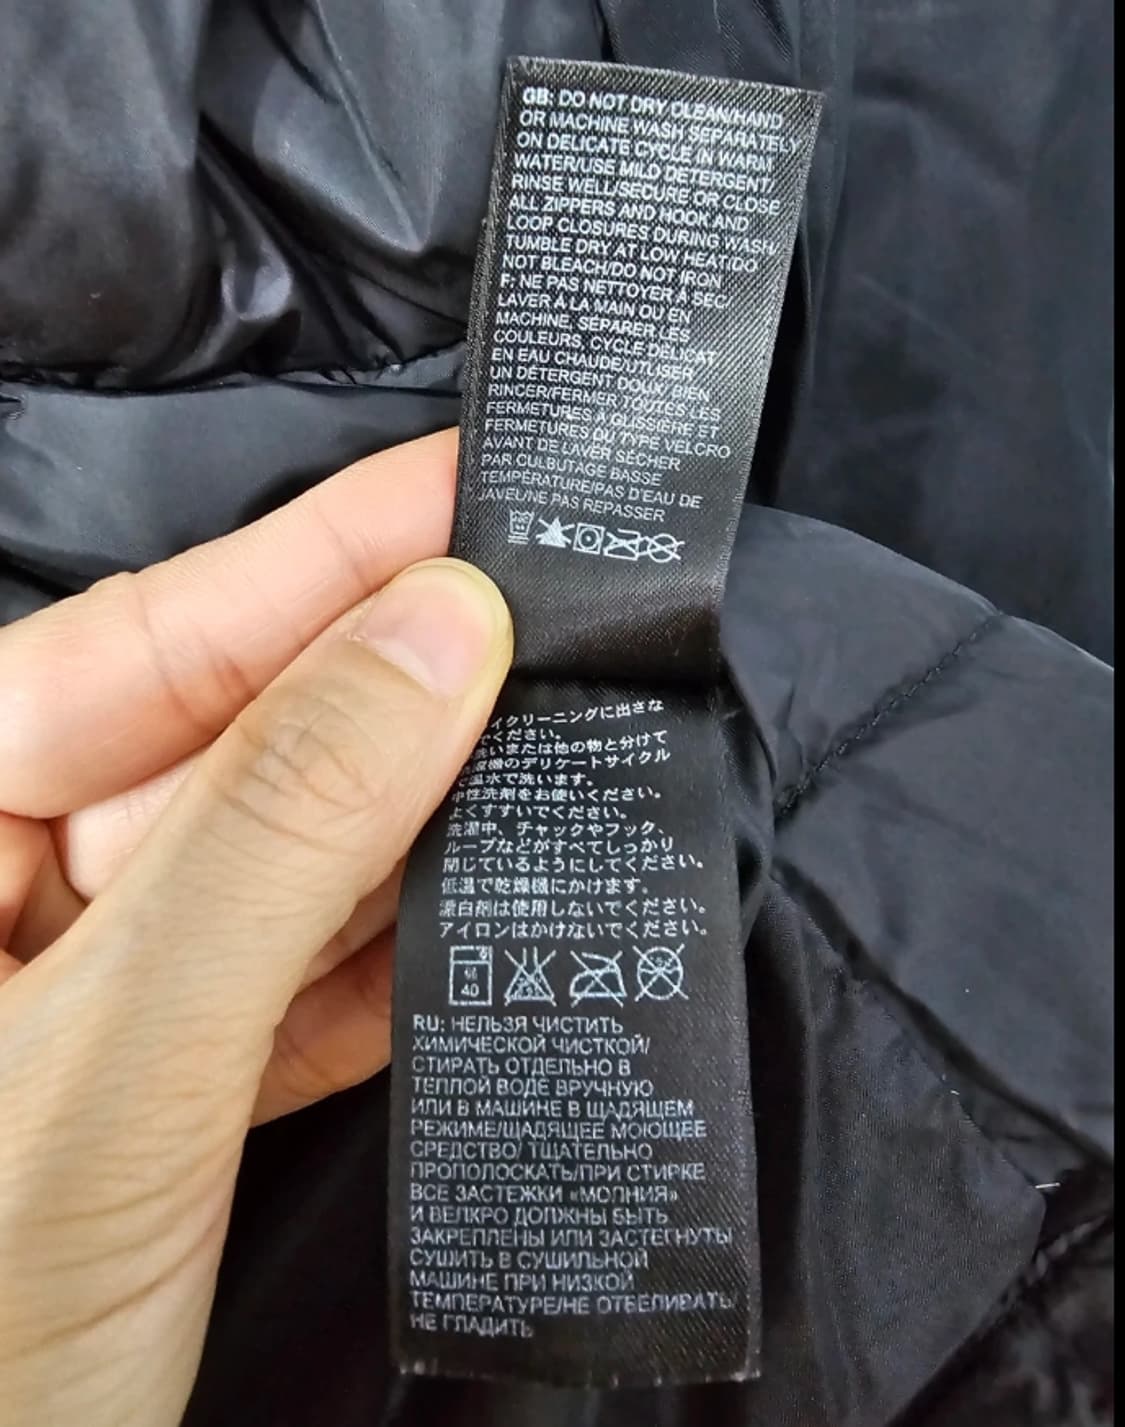 GB: DO NOT DRY CLEAN/HAND
OR MACHINE WASH SEPARATELY
ON DELICATE CYCLE IN WARM
WATER/USE MILD DETERGENT/
RINSE WELL/SECURE OR CLOSE
ALL ZIPPERS AND HOOK AND
LOOP CLOSURES DURING WASH/
TUMBLE DRY AT LOW HEAT/DO
NOT BLEACH/DO NOT IRON
F: NE PAS NETTOYER À SEC/
LAVER À LA MAIN OU EN
MACHINE, SÉPARER LES
COULEURS, CYCLE DÉLICAT
EN EAU CHAUDE/UTILISER
UN DÉTERGENT DOUX/BIEN
RINCER/FERMER TOUTES LES
FERMETURES À GLISSIÈRE ET
FERMETURES DU TYPE VELCRO
AVANT DE LAVER SÉCHER
PAR CULBUTAGE BASSE
TEMPÉRATURE/PAS D'EAU DE
JAVEL/NE PAS REPASSER
イクリーニングに出さな
ください。
洗いまたは他の物と分けて
濯機のデリケートサイクル
温水で洗います。
中性洗剤をお使いください。
よくすすいでください。
洗濯中、チャックやフック、
ループなどがすべてしっかり
閉じているようにしてください。
低温で乾燥機にかけます。
漂白剤は使用しないでください。
アイロンはかけないでください。
40
RU: НЕЛЬЗЯ ЧИСТИТЬ
ХИМИЧЕСКОЙ ЧИСТКОЙ/
СТИРАТЬ ОТДЕЛЬНО В
ТЕПЛОЙ ВОДЕ ВРУЧНУЮ
ИЛИ В МАШИНЕ В ЩАДЯЩЕМ
РЕЖИМЕ/ЩАДЯЩЕЕ МОЮЩЕЕ
СРЕДСТВО/ ТЩАТЕЛЬНО
ПРОПОЛОСКАТЬ/ПРИ СТИРКЕ
ВСЕ ЗАСТЕЖКИ «МОЛНИЯ»
И ВЕЛКРО ДОЛЖНЫ БЫТЬ
ЗАКРЕПЛЕНЫ ИЛИ ЗАСТЕГНУТЫ
СУШИТЬ В СУШИЛЬНОЙ
МАШИНЕ ПРИ НИЗКОЙ
ТЕМПЕРАТУРЕ/НЕ ОТБЕЛИВАТЬ
НЕ ГЛАДИТЬ